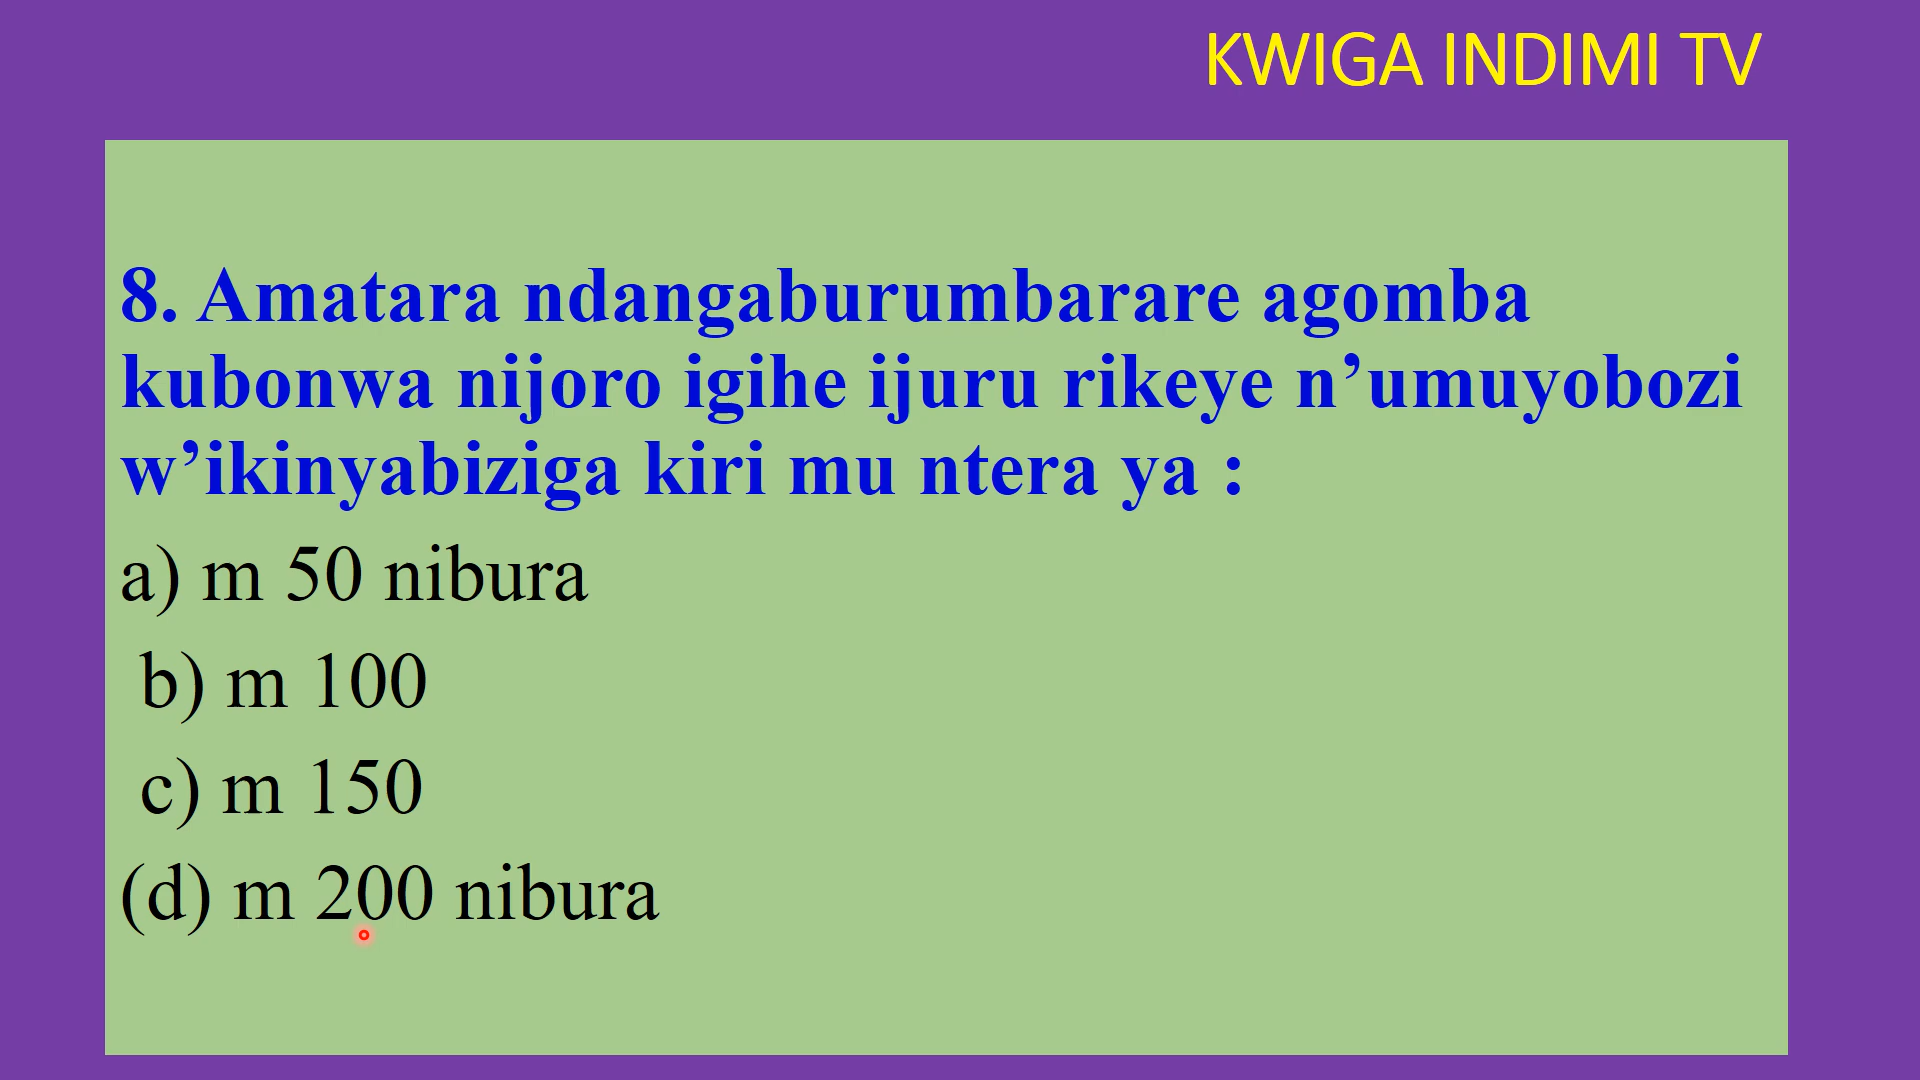 KWIGA INDIMI TV
8. Amatara ndangaburumbarare agomba
kubonwa nijoro igihe ijuru rikeye n’umuyobozi
w’ikinyabiziga kiri mu ntera ya :
a) m 50 nibura
b) m 100
c) m 150
(d) m 200 nibura